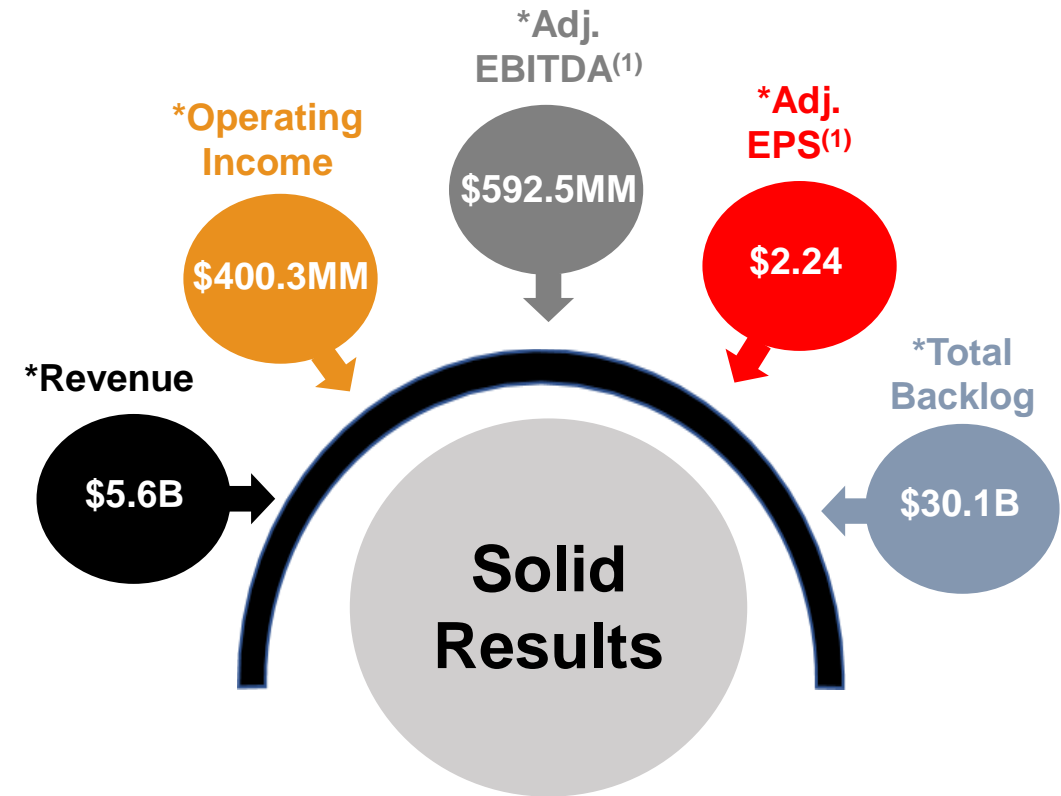 *Adj.
EBITDA(1)
$592.5MM
*Operating
Income
$400.3MM
*Adj.
EPS(1)
$2.24
*Revenue
$5.6B
*Total
Backlog
$30.1B
Solid
Results